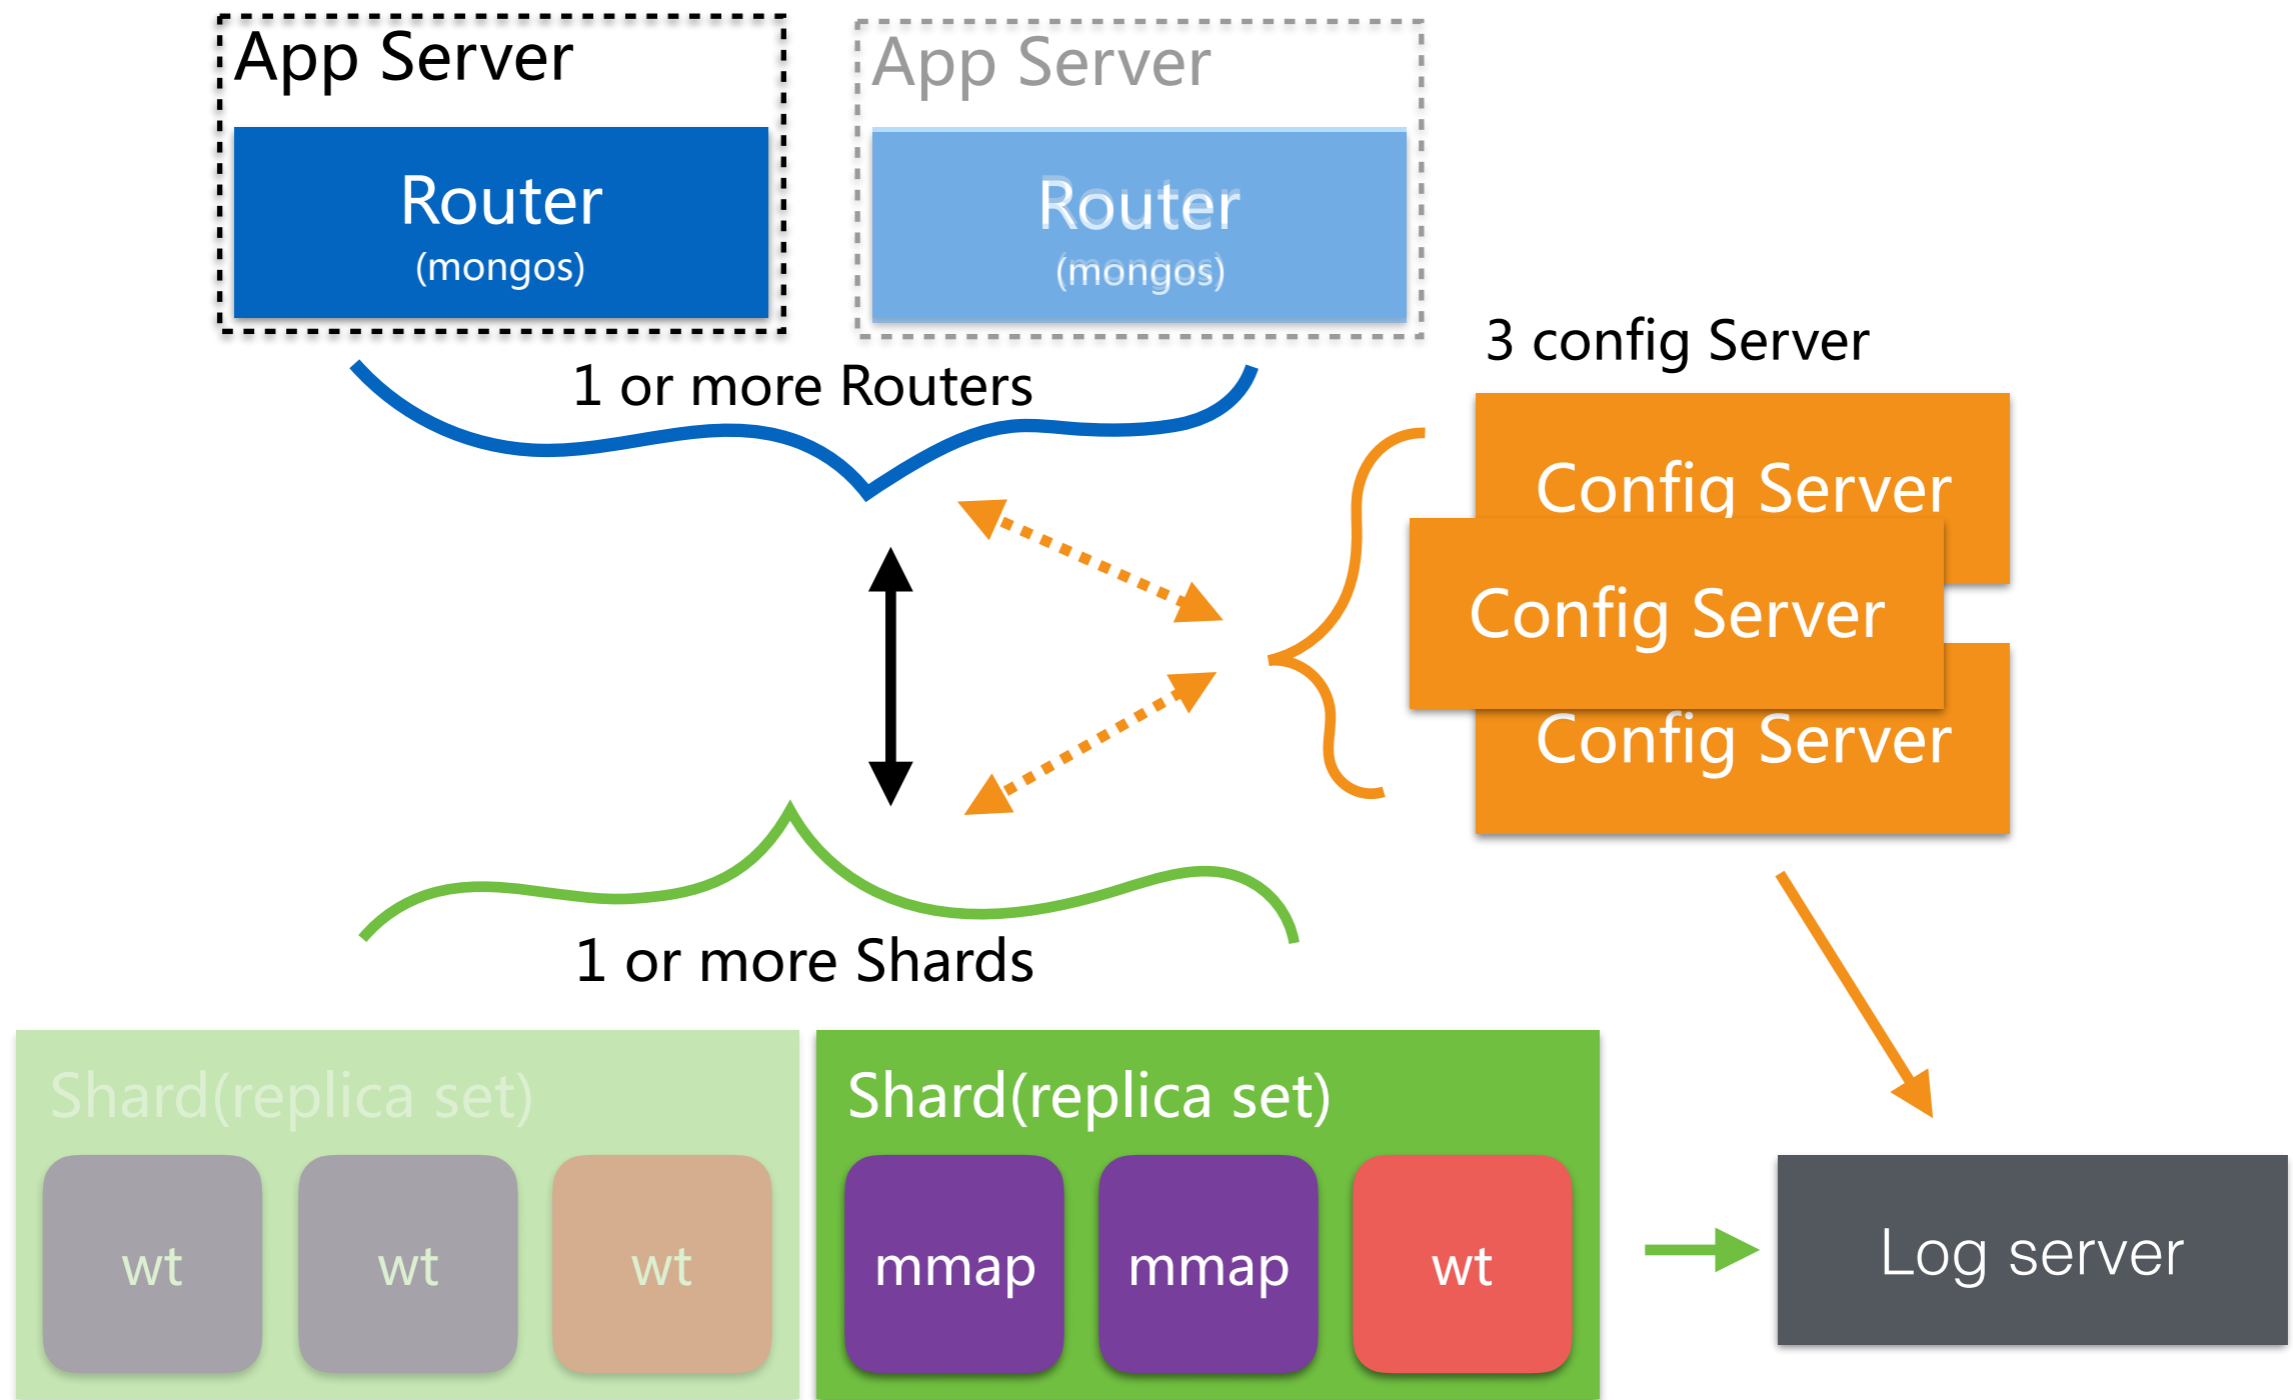 App Server
Router
(mongos)
App Server
Router
(mongos)
1 or more Routers
3 config Server
Config Server
Config Server
Config Server
1 or more Shards
Shard(replica set)
wt
wt
wt
Shard(replica set)
mmap
mmap
wt
Log server